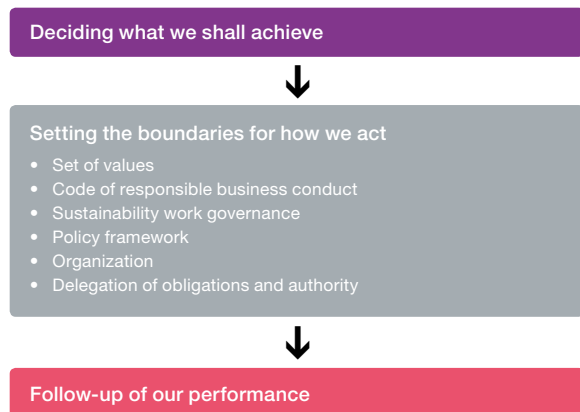 Deciding what we shall achieve
Setting the boundaries for how we act
• Set of values
• Code of responsible business conduct
• Sustainability work governance
• Policy framework
• Organization
• Delegation of obligations and authority
Follow-up of our performance